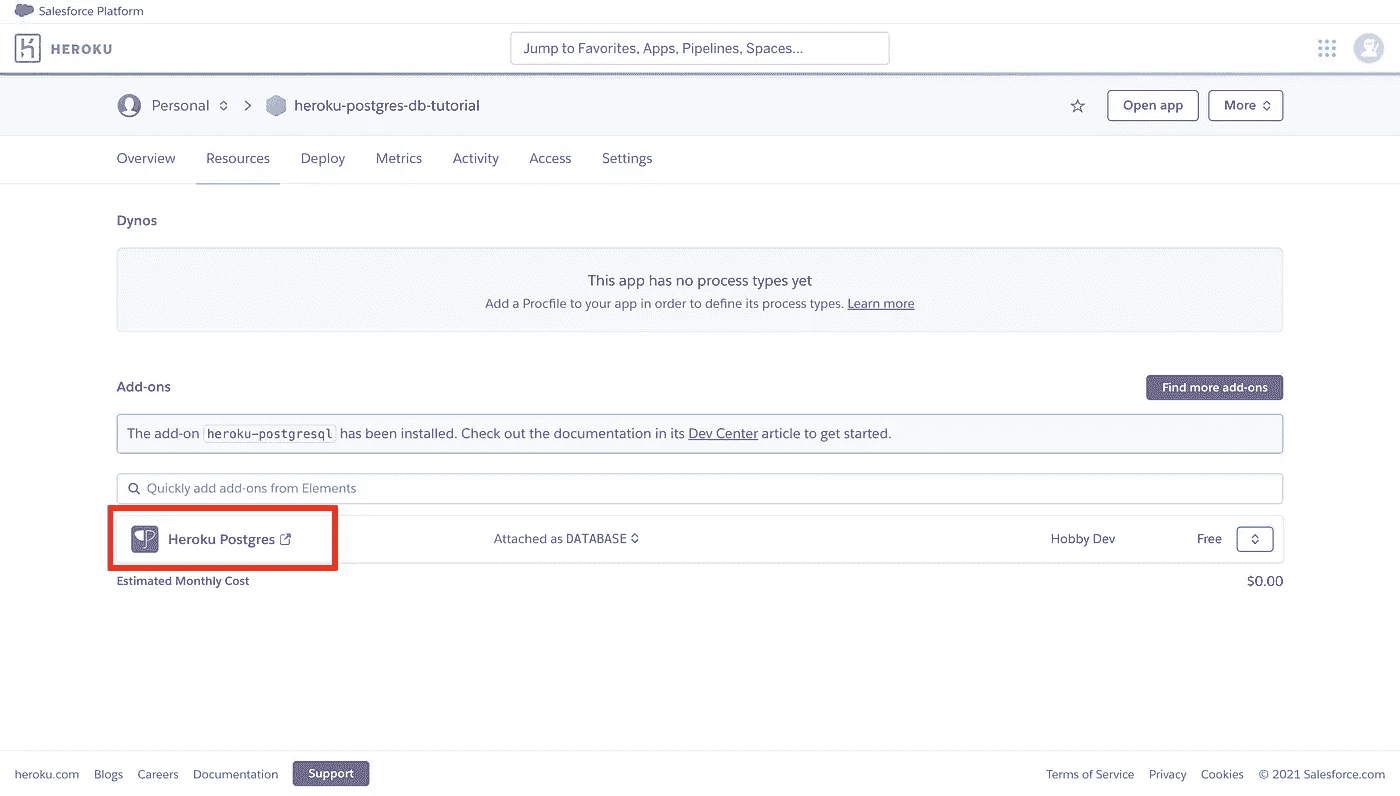 Salesforce Platform
HEROKU
Jump to Favorites, Apps, Pipelines, Spaces...
Personal > heroku-postgres-db-tutorial
Open app
More
Overview Resources Deploy Metrics Activity Access Settings
Dynos
This app has no process types yet
Add a Procfile to your app in order to define its process types. Learn more
Add-ons
Find more add-ons
The add-on heroku-postgresql has been installed. Check out the documentation in its Dev Center article to get started.
Quickly add add-ons from Elements
Heroku Postgres Attached as DATABASE Hobby Dev Free
Estimated Monthly Cost $0.00
heroku.com Blogs Careers Documentation Support Terms of Service Privacy Cookies © 2021 Salesforce.com